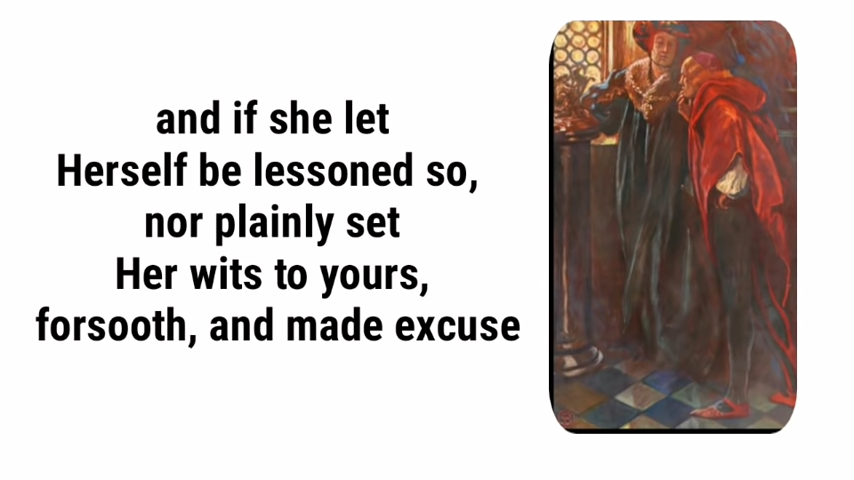 and if she let
Herself be lessoned so,
nor plainly set
Her wits to yours,
forsooth, and made excuse